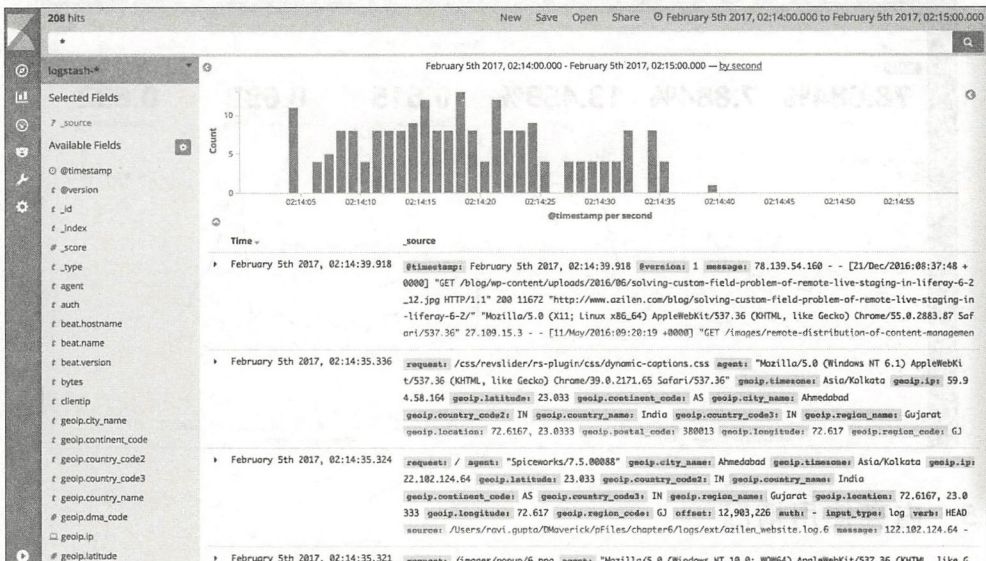 208 hits
New Save Open Share February 5th 2017, 02:14:00.000 to February 5th 2017, 02:15:00.000
*
logstash-*
Selected Fields
? _source
Available Fields
@timestamp
t @version
t _id
t _index
# _score
t _type
t agent
t auth
t beat.hostname
t beat.name
t beat.version
t bytes
t clientip
t geoip.city_name
t geoip.continent_code
t geoip.country_code2
t geoip.country_code3
t geoip.country_name
# geoip.dma_code
geoip.ip
# geoip.latitude
February 5th 2017, 02:14:00.000 - February 5th 2017, 02:15:00.000 — by second
Count
10
5
0
02:14:05 02:14:10 02:14:15 02:14:20 02:14:25 02:14:30 02:14:35 02:14:40 02:14:45 02:14:50 02:14:55
@timestamp per second
Time _source
February 5th 2017, 02:14:39.918 @timestamp: February 5th 2017, 02:14:39.918 @version: 1 message: 78.139.54.160 - - [21/Dec/2016:08:37:48 +
0000] "GET /blog/wp-content/uploads/2016/06/solving-custom-field-problem-of-remote-live-staging-in-liferay-6-2
_12.jpg HTTP/1.1" 200 11672 "http://www.azilen.com/blog/solving-custom-field-problem-of-remote-live-staging-in
-liferay-6-2/" "Mozilla/5.0 (X11; Linux x86_64) AppleWebKit/537.36 (KHTML, like Gecko) Chrome/55.0.2883.87 Saf
ari/537.36" 27.109.15.3 - - [11/May/2016:09:20:19 +0000] "GET /images/remote-distribution-of-content-managemen
February 5th 2017, 02:14:35.336 request: /css/revslider/rs-plugin/css/dynamic-captions.css agent: "Mozilla/5.0 (Windows NT 6.1) AppleWebKi
t/537.36 (KHTML, like Gecko) Chrome/39.0.2171.65 Safari/537.36" geoip.timezone: Asia/Kolkata geoip.ip: 59.9
4.58.164 geoip.latitude: 23.033 geoip.continent_code: AS geoip.city_name: Ahmedabad
geoip.country_code2: IN geoip.country_name: India geoip.country_code3: IN geoip.region_name: Gujarat
geoip.location: 72.6167, 23.0333 geoip.postal_code: 380013 geoip.longitude: 72.617 geoip.region_code: GJ
February 5th 2017, 02:14:35.324 request: / agent: "Spiceworks/7.5.00088" geoip.city_name: Ahmedabad geoip.timezone: Asia/Kolkata geoip.ip:
22.102.124.64 geoip.latitude: 23.033 geoip.country_code2: IN geoip.country_name: India
geoip.continent_code: AS geoip.country_code3: IN geoip.region_name: Gujarat geoip.location: 72.6167, 23.0
333 geoip.longitude: 72.617 geoip.region_code: GJ offset: 12,903,226 auth: - input_type: log verb: HEAD
source: /Users/ravi.gupta/DMaverick/pFiles/chapter6/logs/ext/azilen_website.log.6 message: 122.102.124.64 -
February 5th 2017, 02:14:35.321 request: /images/popup/6.png agent: "Mozilla/5.0 (Windows NT 10.0; WOW64) AppleWebKit/537.36 (KHTML, like G